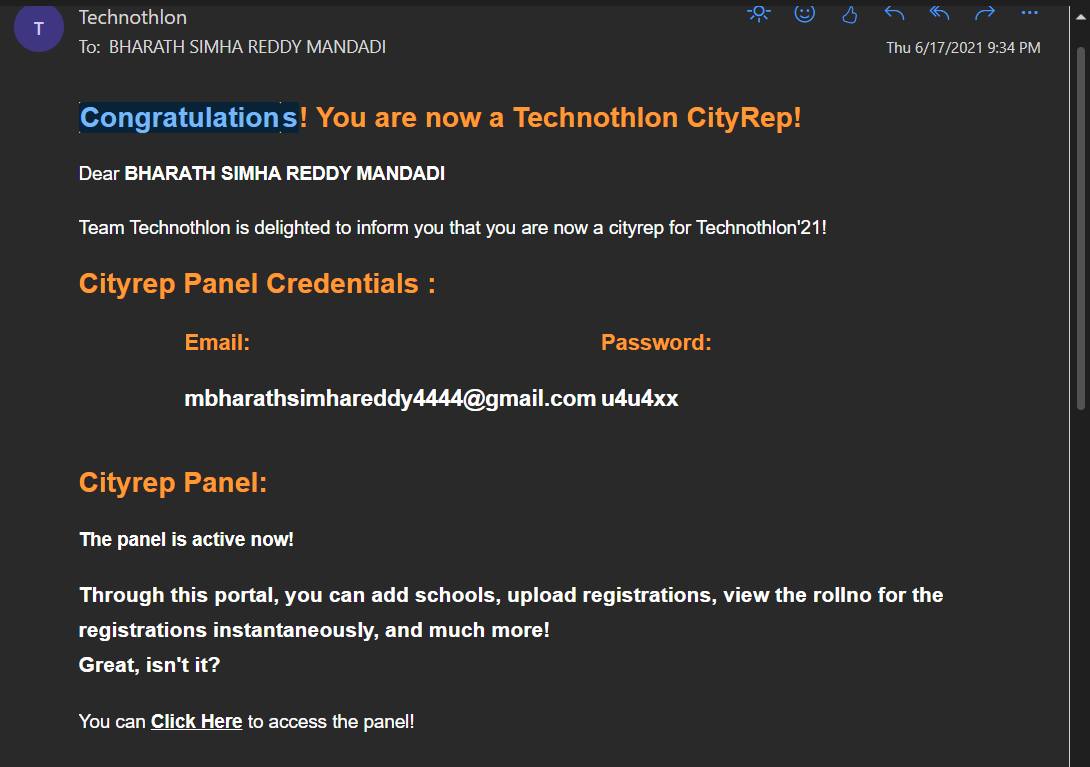 T
Technothlon
To: BHARATH SIMHA REDDY MANDADI
Thu 6/17/2021 9:34 PM
Congratulations! You are now a Technothlon CityRep!
Dear BHARATH SIMHA REDDY MANDADI
Team Technothlon is delighted to inform you that you are now a cityrep for Technothlon'21!
Cityrep Panel Credentials :
Email: Password:
mbharathsimhareddy4444@gmail.com u4u4xx
Cityrep Panel:
The panel is active now!
Through this portal, you can add schools, upload registrations, view the rollno for the
registrations instantaneously, and much more!
Great, isn't it?
You can Click Here to access the panel!